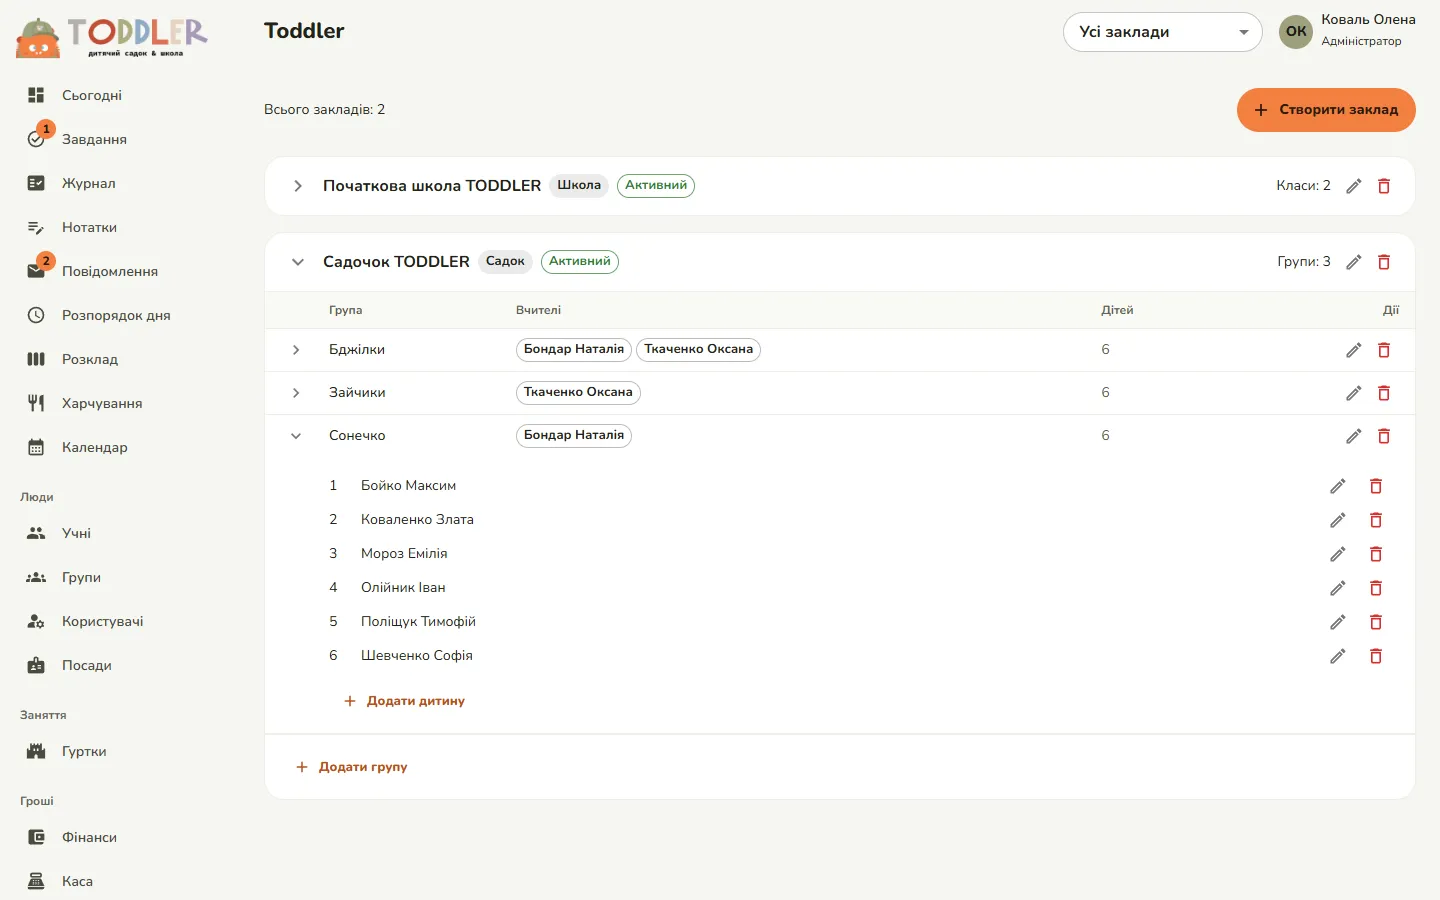 TODDLER
дитячий садок & школа
Toddler
Усі заклади
ОК
Коваль Олена
Адміністратор
Сьогодні
1
Завдання
Журнал
Нотатки
2
Повідомлення
Розпорядок дня
Розклад
Харчування
Календар
Люди
Учні
Групи
Користувачі
Посади
Заняття
Гуртки
Гроші
Фінанси
Каса
Всього закладів: 2
+ Створити заклад
Початкова школа TODDLER Школа Активний Класи: 2
Садочок TODDLER Садок Активний Групи: 3
Група Вчителі Дітей Дії
Бджілки Бондар Наталія Ткаченко Оксана 6
Зайчики Ткаченко Оксана 6
Сонечко Бондар Наталія 6
1 Бойко Максим
2 Коваленко Злата
3 Мороз Емілія
4 Олійник Іван
5 Поліщук Тимофій
6 Шевченко Софія
+ Додати дитину
+ Додати групу